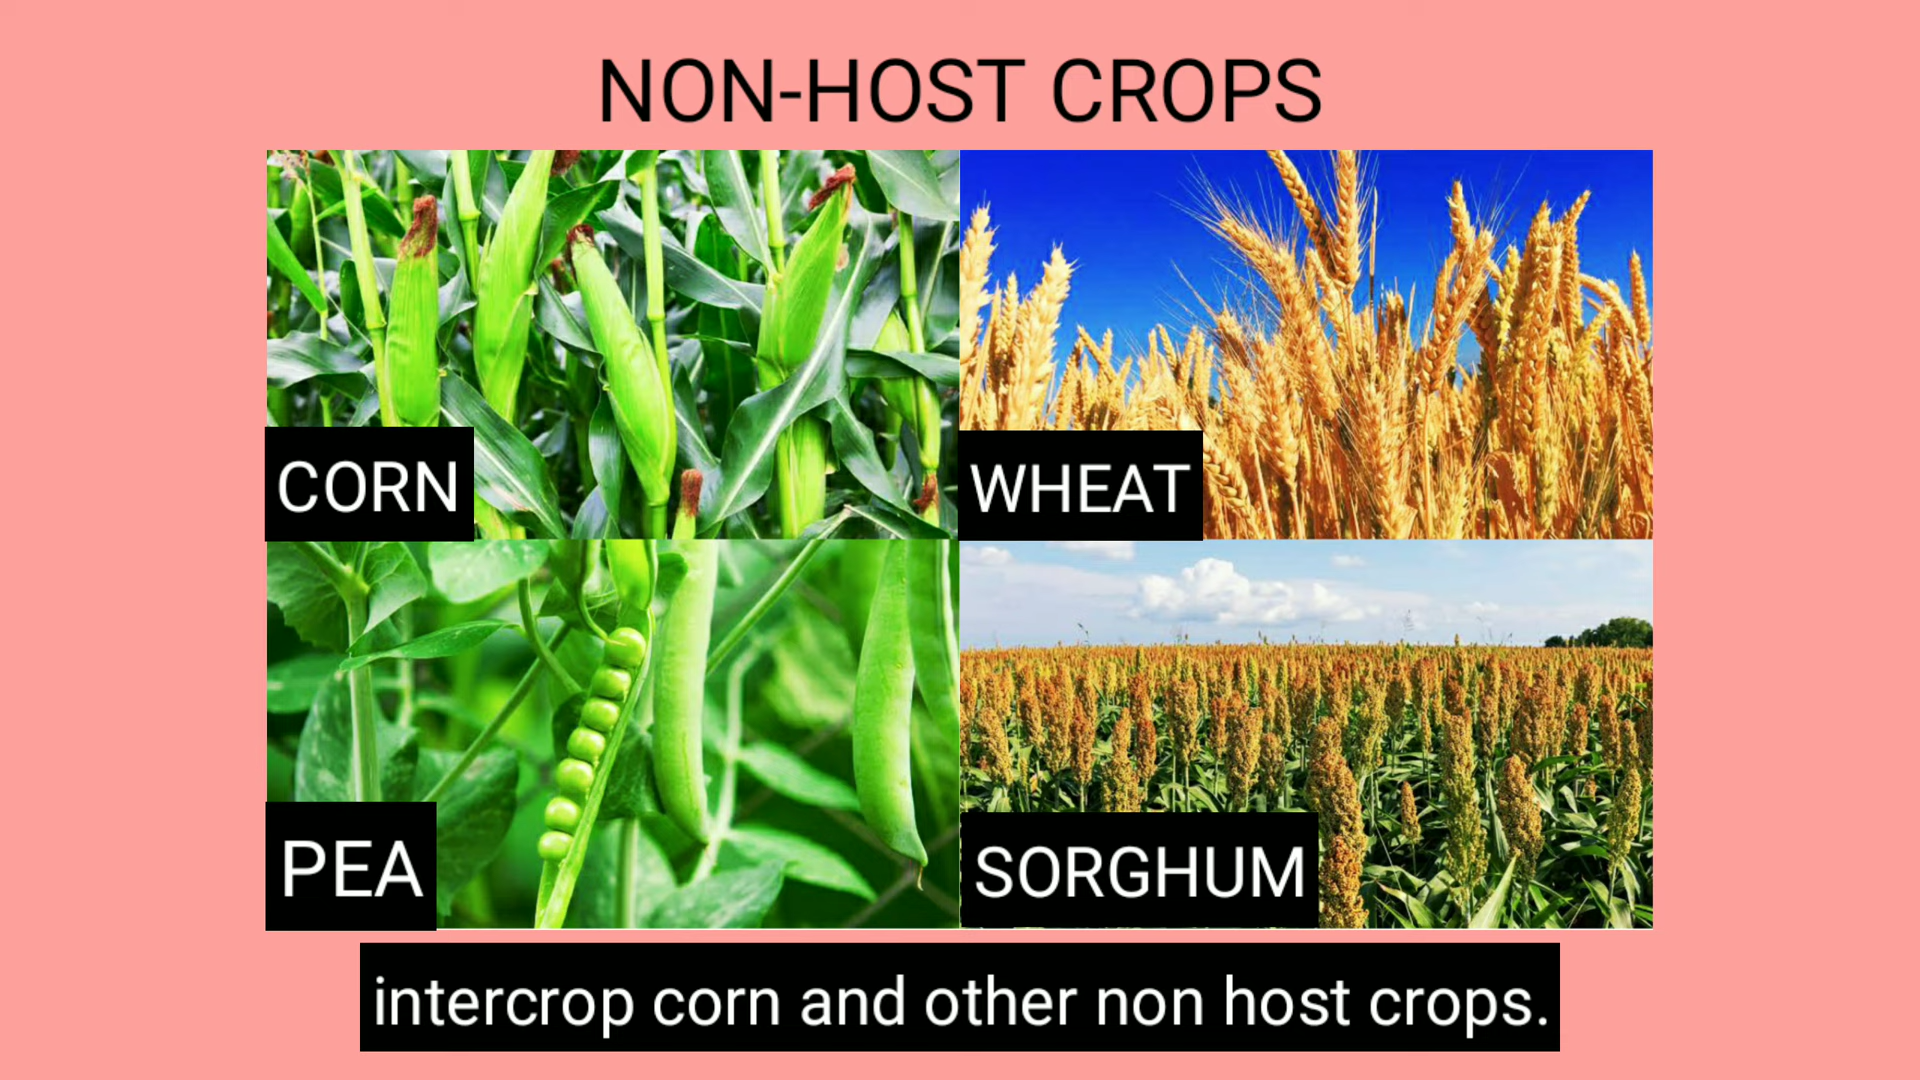 NON-HOST CROPS
CORN
WHEAT
PEA
SORGHUM
intercrop corn and other non host crops.